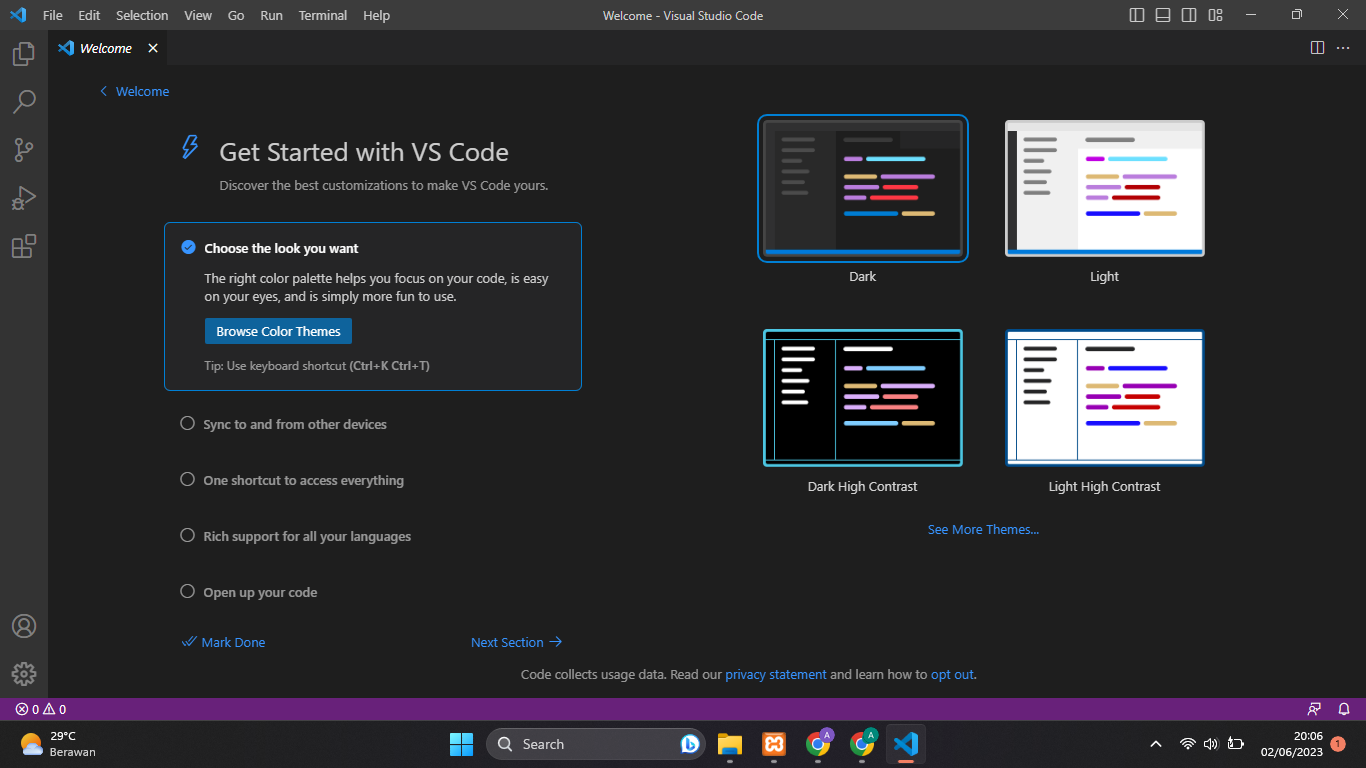 File Edit Selection View Go Run Terminal Help
Welcome - Visual Studio Code
Welcome
Welcome
Get Started with VS Code
Discover the best customizations to make VS Code yours.
Choose the look you want
The right color palette helps you focus on your code, is easy
on your eyes, and is simply more fun to use.
Browse Color Themes
Tip: Use keyboard shortcut (Ctrl+K Ctrl+T)
Sync to and from other devices
One shortcut to access everything
Rich support for all your languages
Open up your code
Mark Done
Next Section
Dark
Light
Dark High Contrast
Light High Contrast
See More Themes...
Code collects usage data. Read our privacy statement and learn how to opt out.
0 0
29°C
Berawan
Search
A
A
20:06
02/06/2023
1